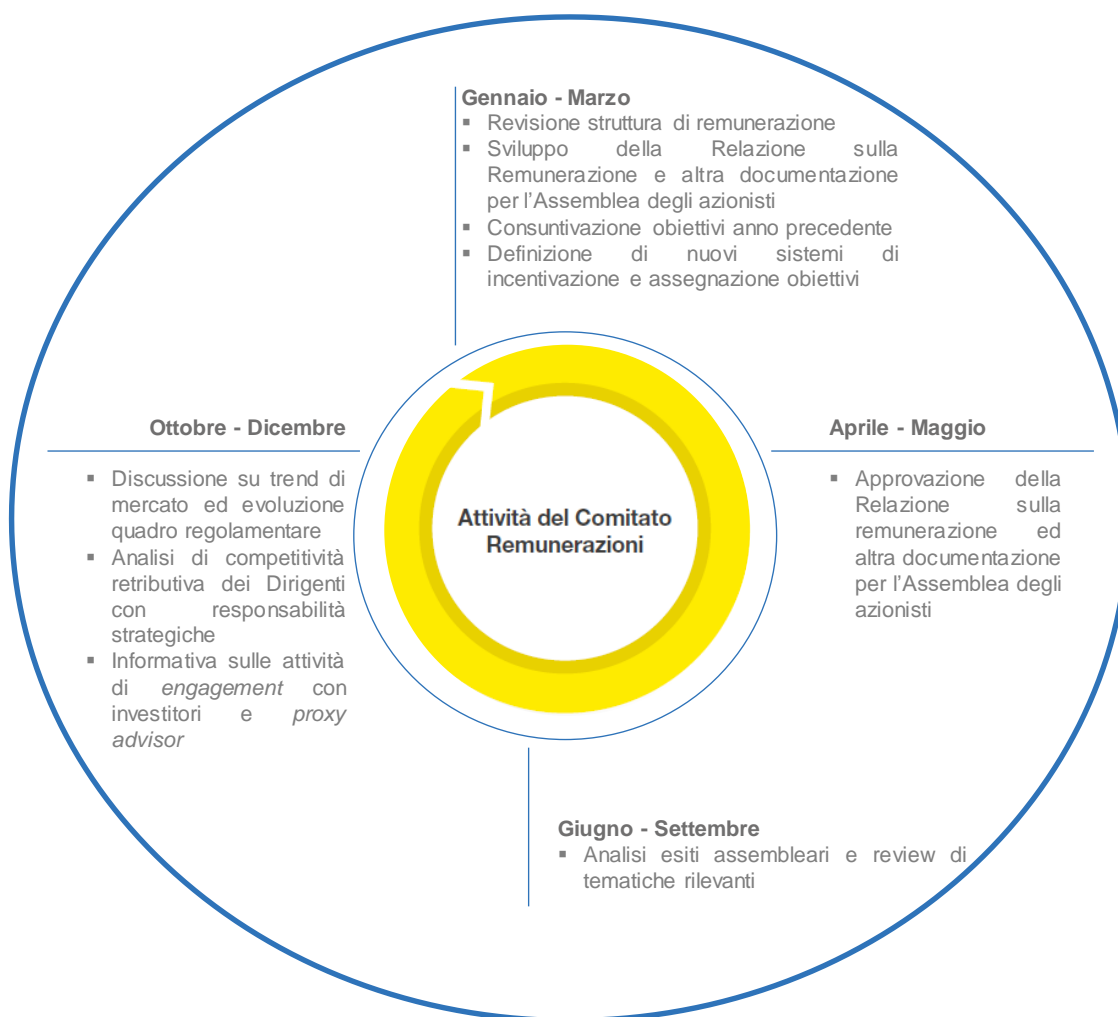 Gennaio - Marzo
▪ Revisione struttura di remunerazione
▪ Sviluppo della Relazione sulla
Remunerazione e altra documentazione
per l'Assemblea degli azionisti
▪ Consuntivazione obiettivi anno precedente
▪ Definizione di nuovi sistemi di
incentivazione e assegnazione obiettivi
Ottobre - Dicembre
▪ Discussione su trend di
mercato ed evoluzione
quadro regolamentare
▪ Analisi di competitività
retributiva dei Dirigenti
con responsabilità
strategiche
▪ Informativa sulle attività
di engagement con
investitori e proxy
advisor
Attività del Comitato
Remunerazioni
Aprile - Maggio
▪ Approvazione della
Relazione sulla
remunerazione ed
altra documentazione
per l'Assemblea degli
azionisti
Giugno - Settembre
▪ Analisi esiti assembleari e review di
tematiche rilevanti